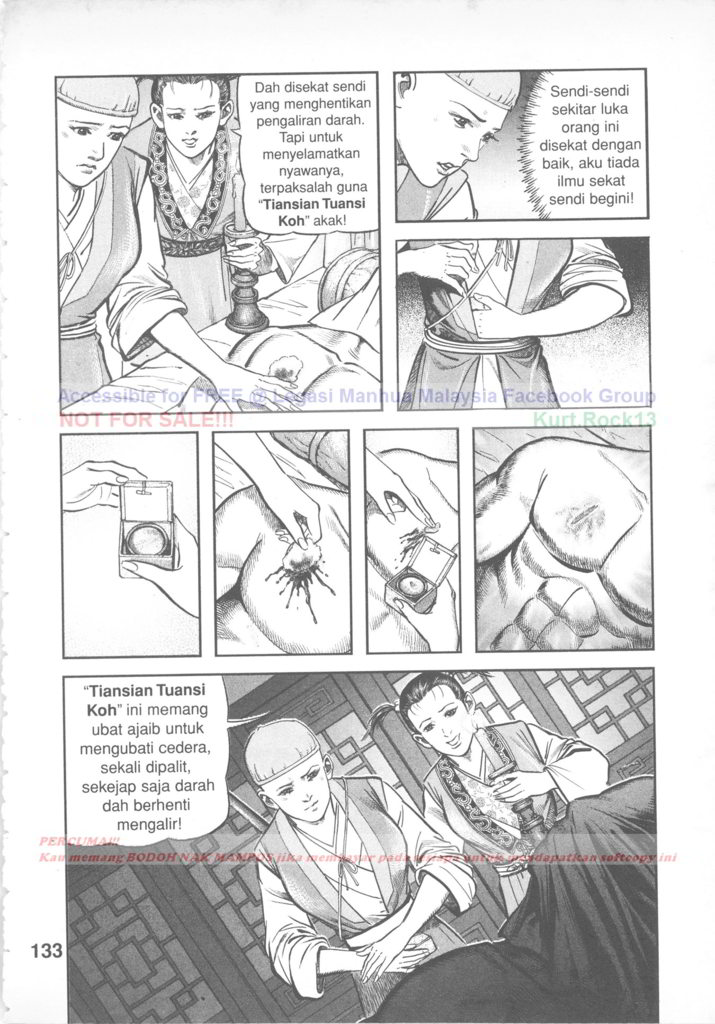 Dah disekat sendi
yang menghentikan
pengaliran darah.
Tapi untuk
menyelamatkan
nyawanya,
terpaksalah guna
"Tiansian Tuansi
Koh" akak!
Sendi-sendi
sekitar luka
orang ini
disekat dengan
baik, aku tiada
ilmu sekat
sendi begini!
Accessible for FREE @ Legasi Manhua Malaysia Facebook Group
NOT FOR SALE!!!
Kurt.Rock13
"Tiansian Tuansi
Koh" ini memang
ubat ajaib untuk
mengubati cedera,
sekali dipalit,
sekejap saja darah
dah berhenti
mengalir!
PERCUMA!!!
Kau memang BODOH NAK MAMPOS jika membayar pada sesiapa untuk mendapatkan softcopy ini
133